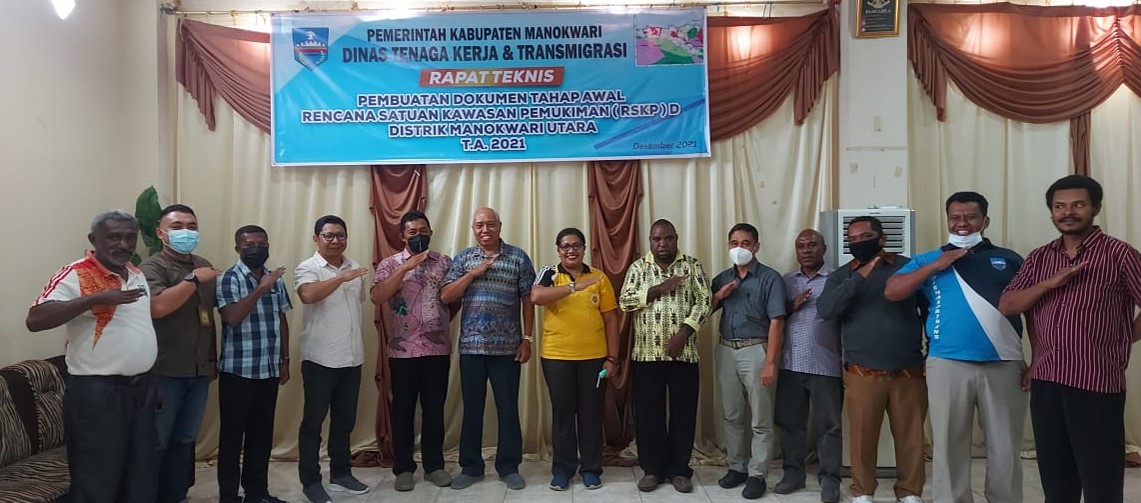 PEMERINTAH KABUPATEN MANOKWARI
DINAS TENAGA KERJA & TRANSMIGRASI
RAPAT TEKNIS
PEMBUATAN DOKUMEN TAHAP AWAL
RENCANA SATUAN KAWASAN PEMUKIMAN ( RSKP ) D
DISTRIK MANOKWARI UTARA
T.A. 2021
Desember 2021